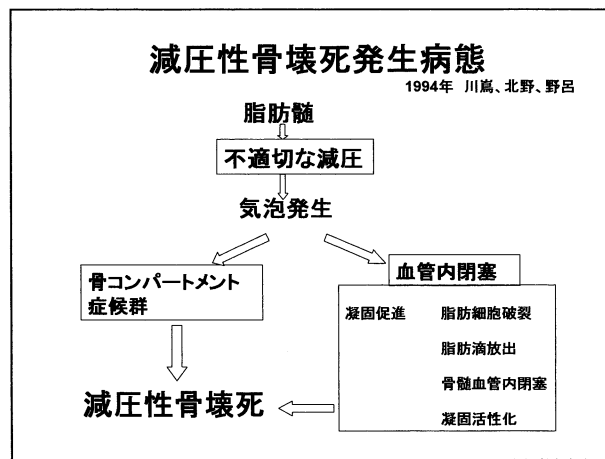 減圧性骨壊死発生病態
1994年 川嶌、北野、野呂
脂肪髄
不適切な減圧
気泡発生
骨コンパートメント
症候群
血管内閉塞
凝固促進 脂肪細胞破裂
脂肪滴放出
骨髄血管内閉塞
凝固活性化
減圧性骨壊死